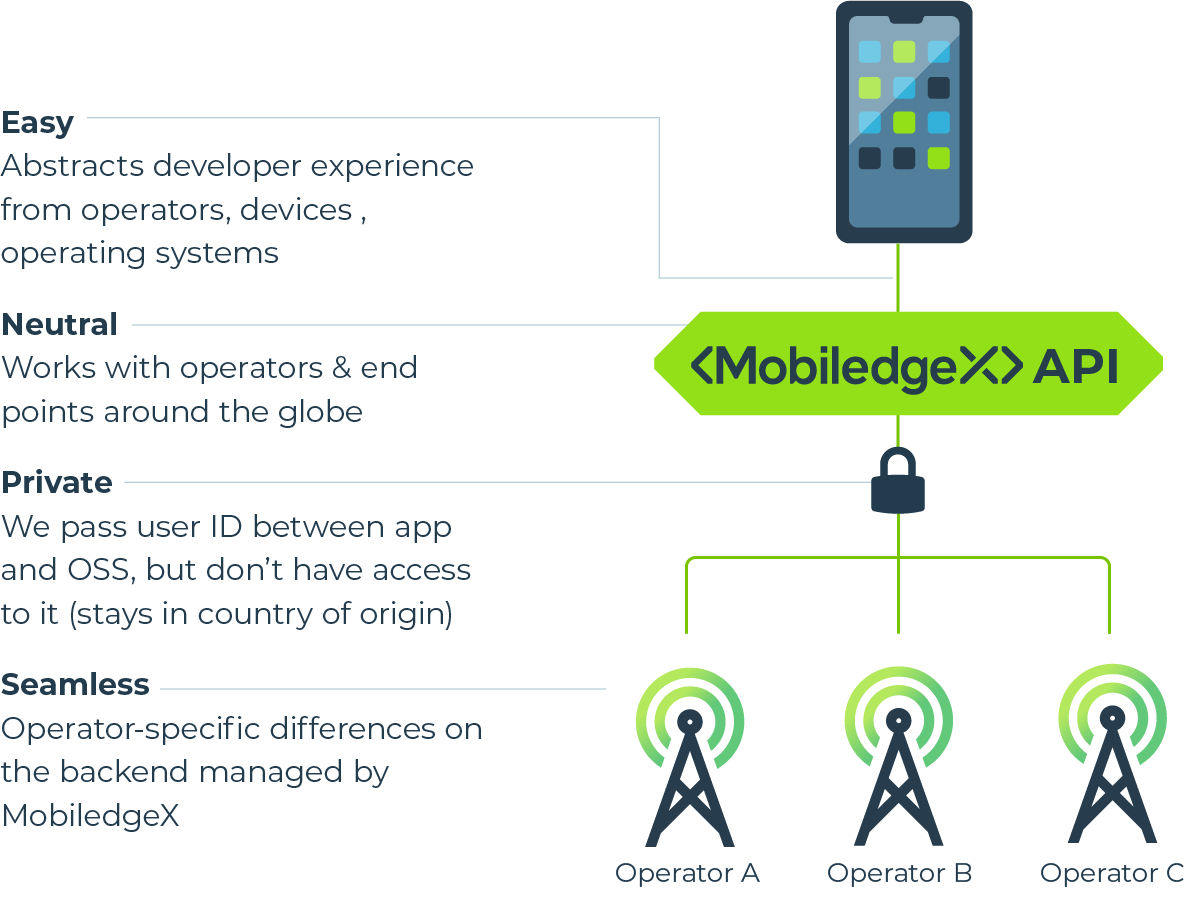 Easy
Abstracts developer experience
from operators, devices ,
operating systems
Neutral
Works with operators & end
points around the globe
Private
We pass user ID between app
and OSS, but don’t have access
to it (stays in country of origin)
Seamless
Operator-specific differences on
the backend managed by
MobiledgeX
<MobiledgeX> API
Operator A
Operator B
Operator C